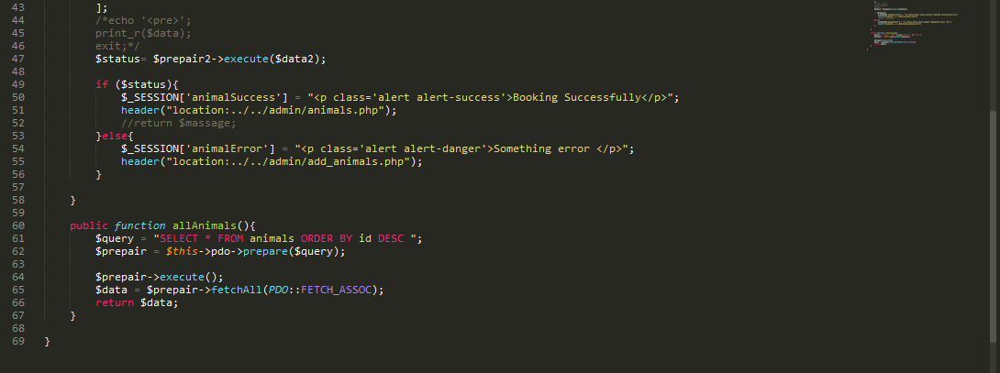 43 ];
44 /*echo '<pre>';
45 print_r($data);
46 exit;*/
47 $status= $prepair2->execute($data2);
48
49 if ($status){
50 $_SESSION['animalSuccess'] = "<p class='alert alert-success'>Booking Successfully</p>";
51 header("location:../../admin/animals.php");
52 //return $massage;
53 }else{
54 $_SESSION['animalError'] = "<p class='alert alert-danger'>Something error </p>";
55 header("location:../../admin/add_animals.php");
56 }
57
58 }
59
60 public function allAnimals(){
61 $query = "SELECT * FROM animals ORDER BY id DESC ";
62 $prepair = $this->pdo->prepare($query);
63
64 $prepair->execute();
65 $data = $prepair->fetchAll(PDO::FETCH_ASSOC);
66 return $data;
67 }
68
69 }